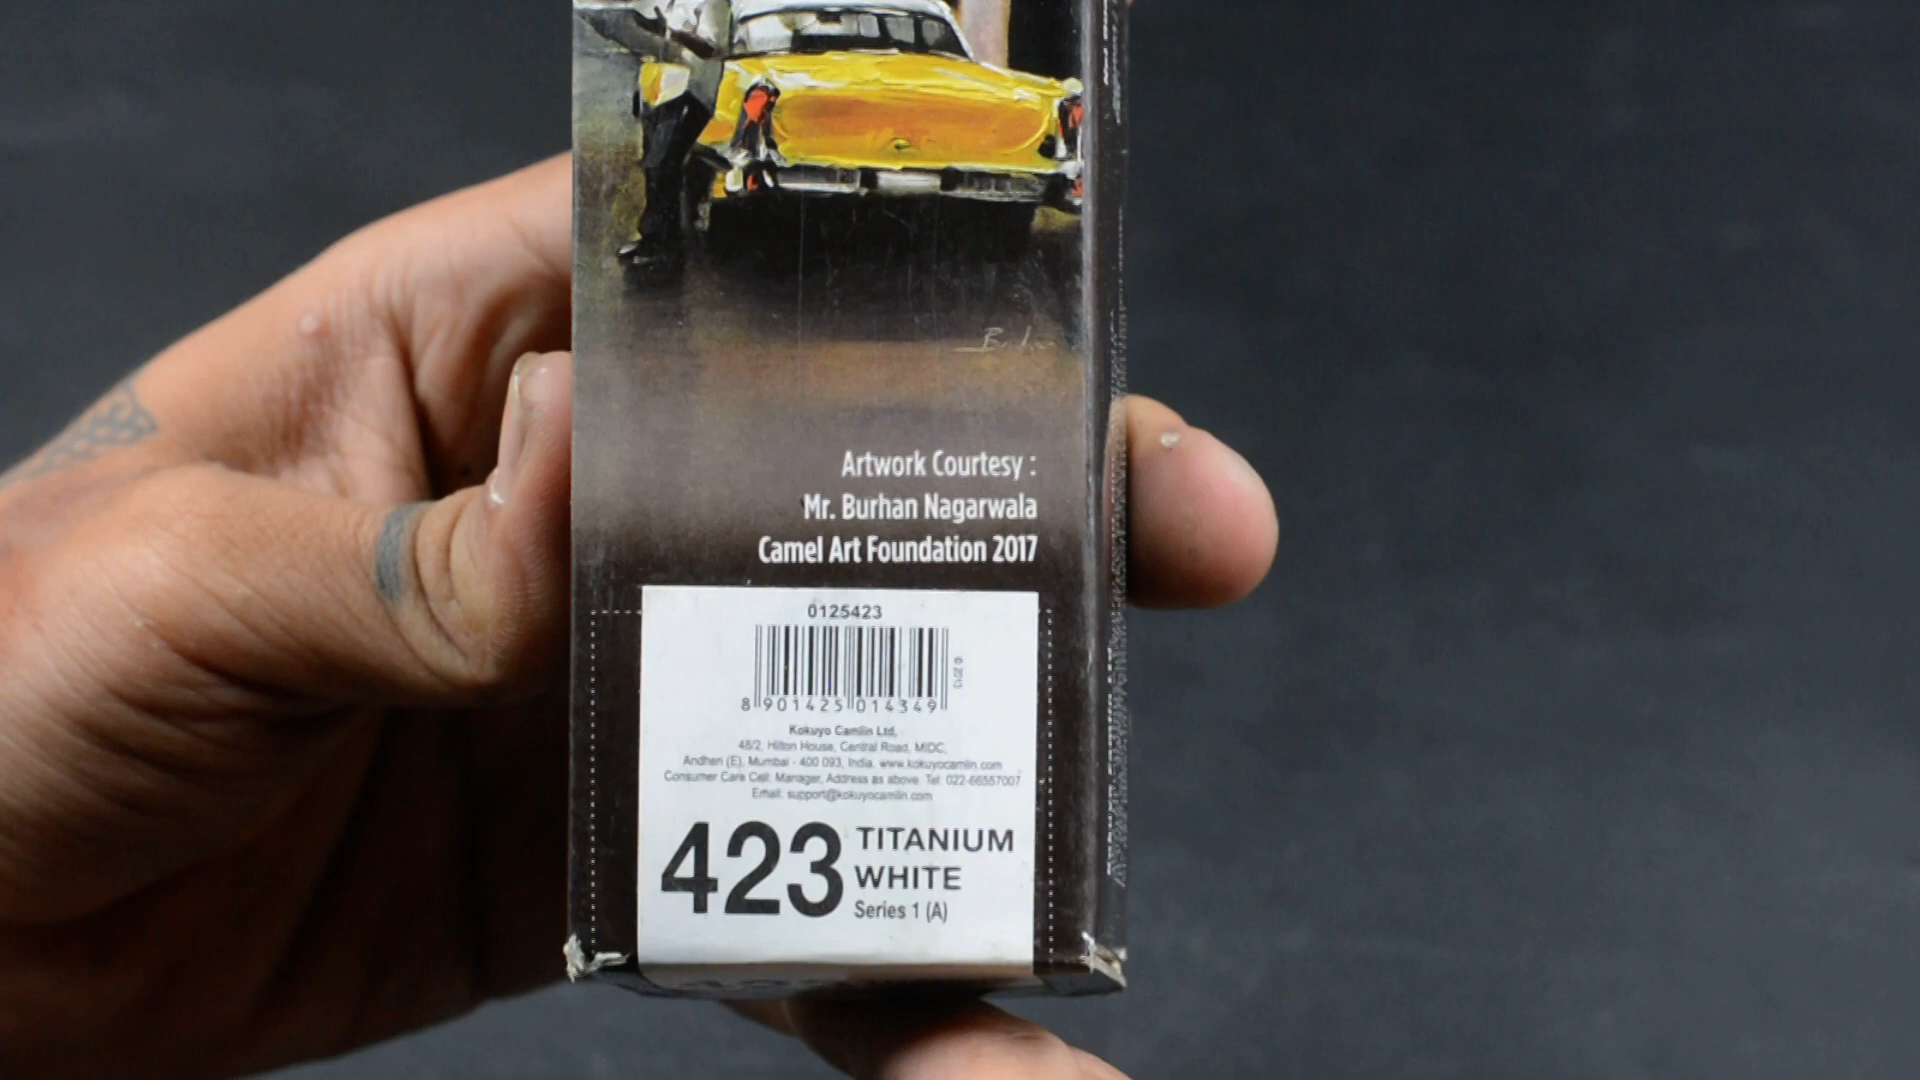 Artwork Courtesy :
Mr. Burhan Nagarwala
Camel Art Foundation 2017
0125423
8 901425 014349
© 2013
Kokuyo Camlin Ltd,
48/2, Hilton House, Central Road, MIDC,
Andheri (E), Mumbai - 400 093, India. www.kokuyocamlin.com
Consumer Care Cell: Manager, Address as above. Tel: 022-66557007
Email: support@kokuyocamlin.com
423 TITANIUM
WHITE
Series 1 (A)